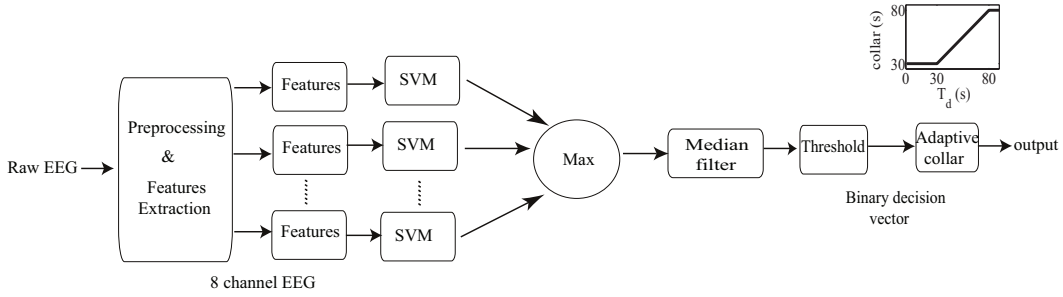 80
collar (s)
30
0 30 80
T_d (s)
Raw EEG
Preprocessing
&
Features
Extraction
Features
SVM
Features
SVM
Features
SVM
8 channel EEG
Max
Median
filter
Threshold
Adaptive
collar
output
Binary decision
vector